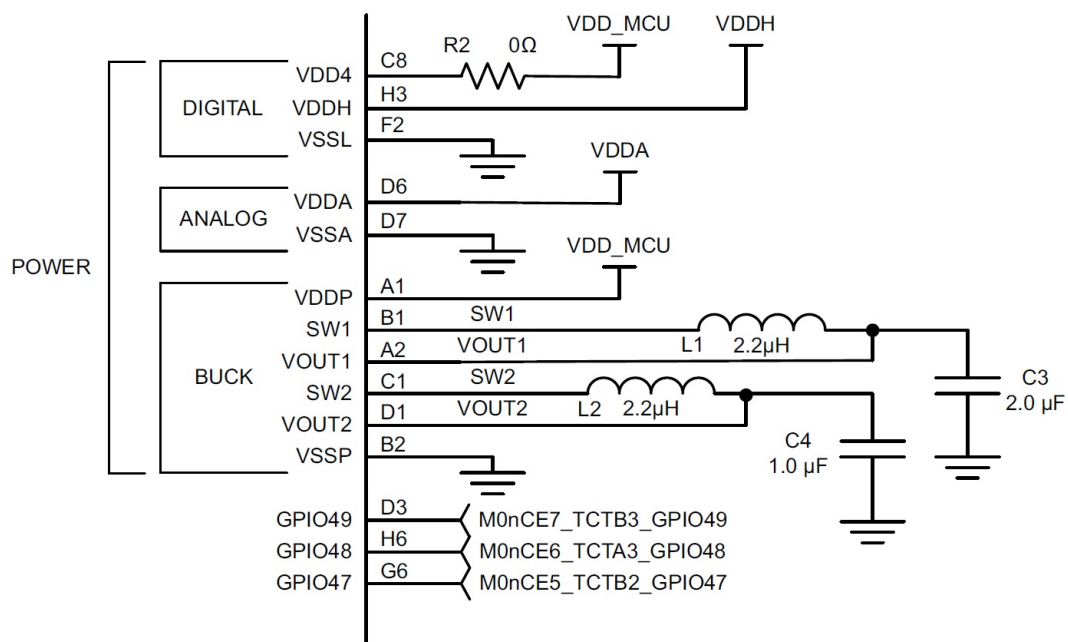 VDD_MCU VDDH
R2 0Ω
C8
VDD4
H3
DIGITAL VDDH
F2
VSSL
VDDA
D6
VDDA
ANALOG
D7
VSSA
VDD_MCU
POWER
A1
VDDP
B1 SW1
SW1
L1 2.2µH
A2 VOUT1
VOUT1
BUCK
C1 SW2
SW2
C3
2.0 µF
L2 2.2µH
D1 VOUT2
VOUT2
C4
1.0 µF
B2
VSSP
D3
GPIO49 M0nCE7_TCTB3_GPIO49
H6
GPIO48 M0nCE6_TCTA3_GPIO48
G6
GPIO47 M0nCE5_TCTB2_GPIO47